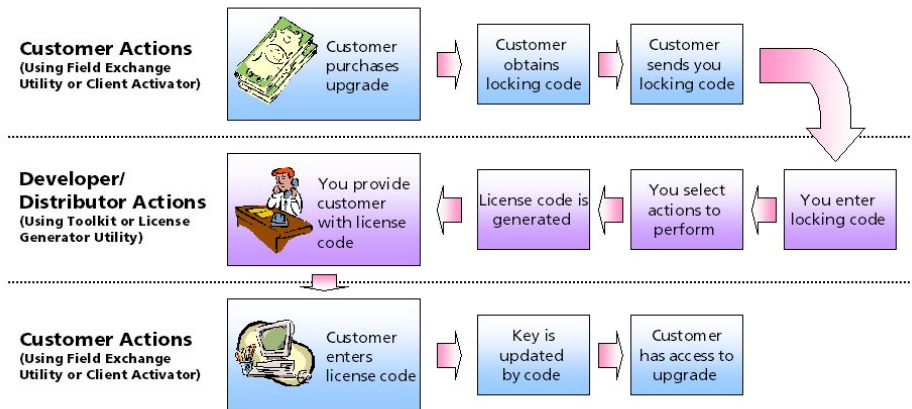 Customer Actions
(Using Field Exchange
Utility or Client Activator)
Customer
purchases
upgrade
Customer
obtains
locking code
Customer
sends you
locking code
Developer/
Distributor Actions
(Using Toolkit or License
Generator Utility)
You provide
customer
with license
code
License code is
generated
You select
actions to
perform
You enter
locking code
Customer Actions
(Using Field Exchange
Utility or Client Activator)
Customer
enters
license code
Key is
updated
by code
Customer
has access to
upgrade